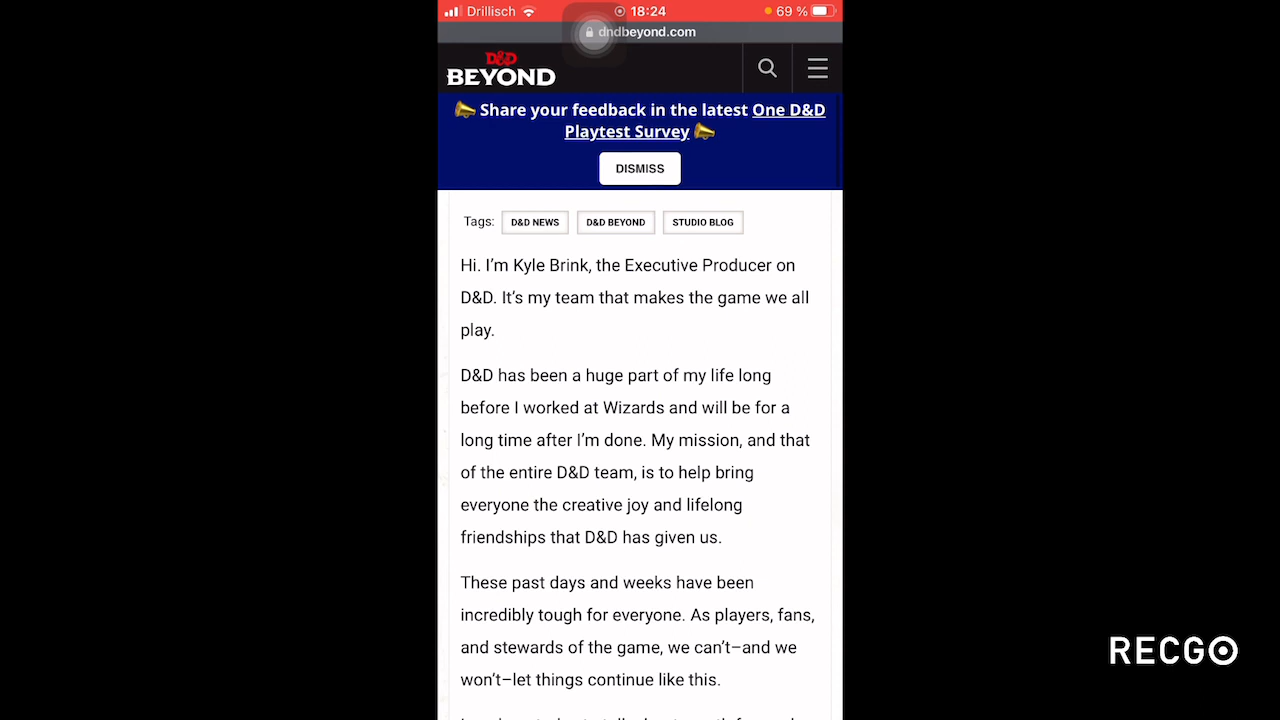 Drillisch 18:24 69 %
dndbeyond.com
D&D
BEYOND
Share your feedback in the latest One D&D
Playtest Survey
DISMISS
Tags: D&D NEWS D&D BEYOND STUDIO BLOG
Hi. I’m Kyle Brink, the Executive Producer on
D&D. It’s my team that makes the game we all
play.
D&D has been a huge part of my life long
before I worked at Wizards and will be for a
long time after I’m done. My mission, and that
of the entire D&D team, is to help bring
everyone the creative joy and lifelong
friendships that D&D has given us.
These past days and weeks have been
incredibly tough for everyone. As players, fans,
and stewards of the game, we can’t–and we
won’t–let things continue like this.
RECGO